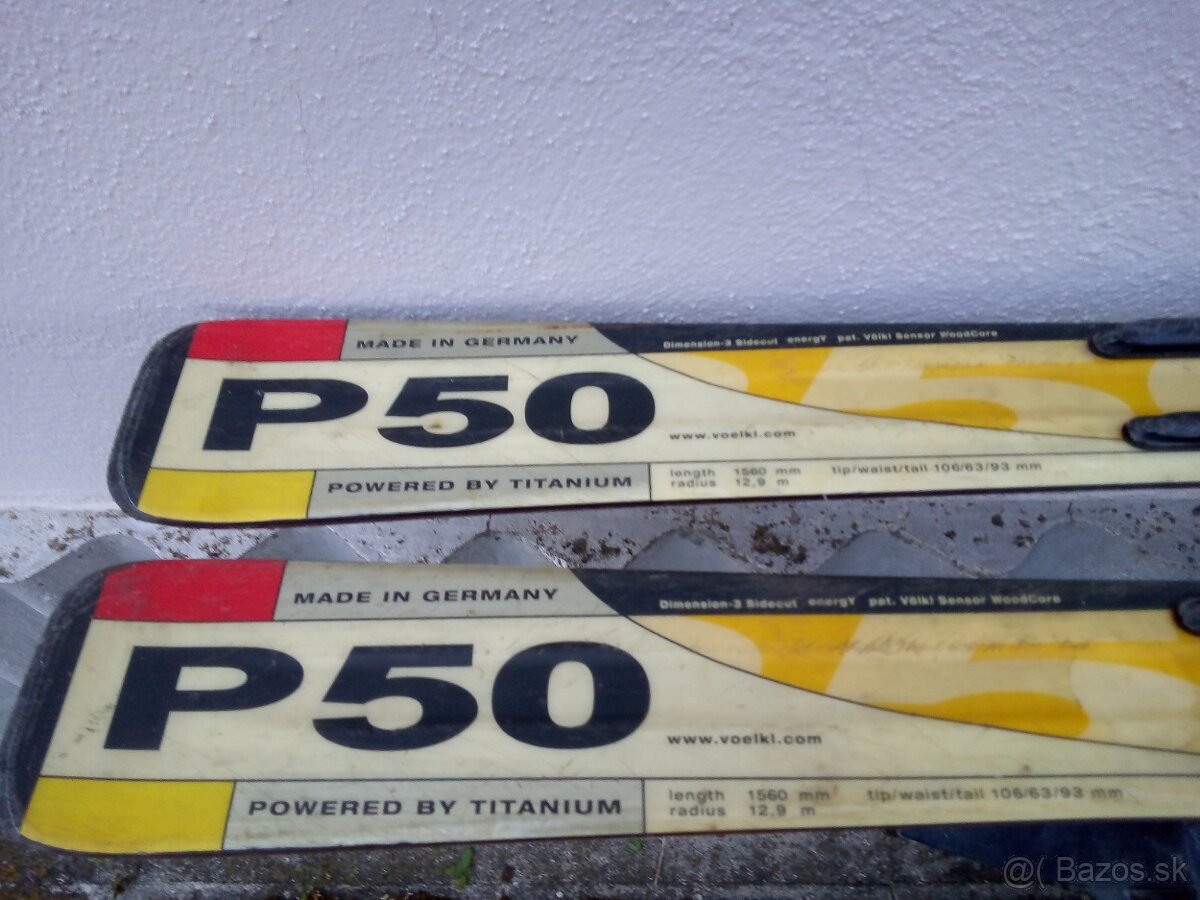 MADE IN GERMANY
Dimension-3 Sidecut energY pat. Völkl Sensor WoodCore
P50
www.voelkl.com
POWERED BY TITANIUM
length 1560 mm tip/waist/tail 106/63/93 mm
radius 12,9 m
MADE IN GERMANY
Dimension-3 Sidecut energY pat. Völkl Sensor WoodCore
P50
www.voelkl.com
POWERED BY TITANIUM
length 1560 mm tip/waist/tail 106/63/93 mm
radius 12,9 m
@( Bazos.sk